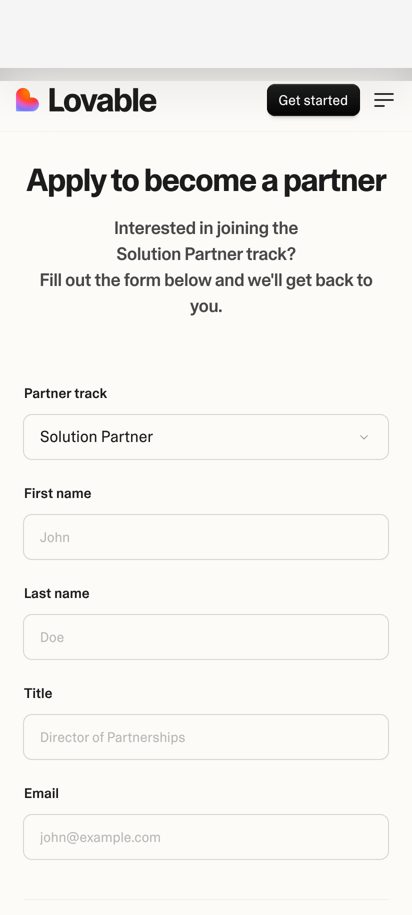 Lovable
Get started
Apply to become a partner
Interested in joining the
Solution Partner track?
Fill out the form below and we'll get back to
you.
Partner track
Solution Partner
First name
John
Last name
Doe
Title
Director of Partnerships
Email
john@example.com